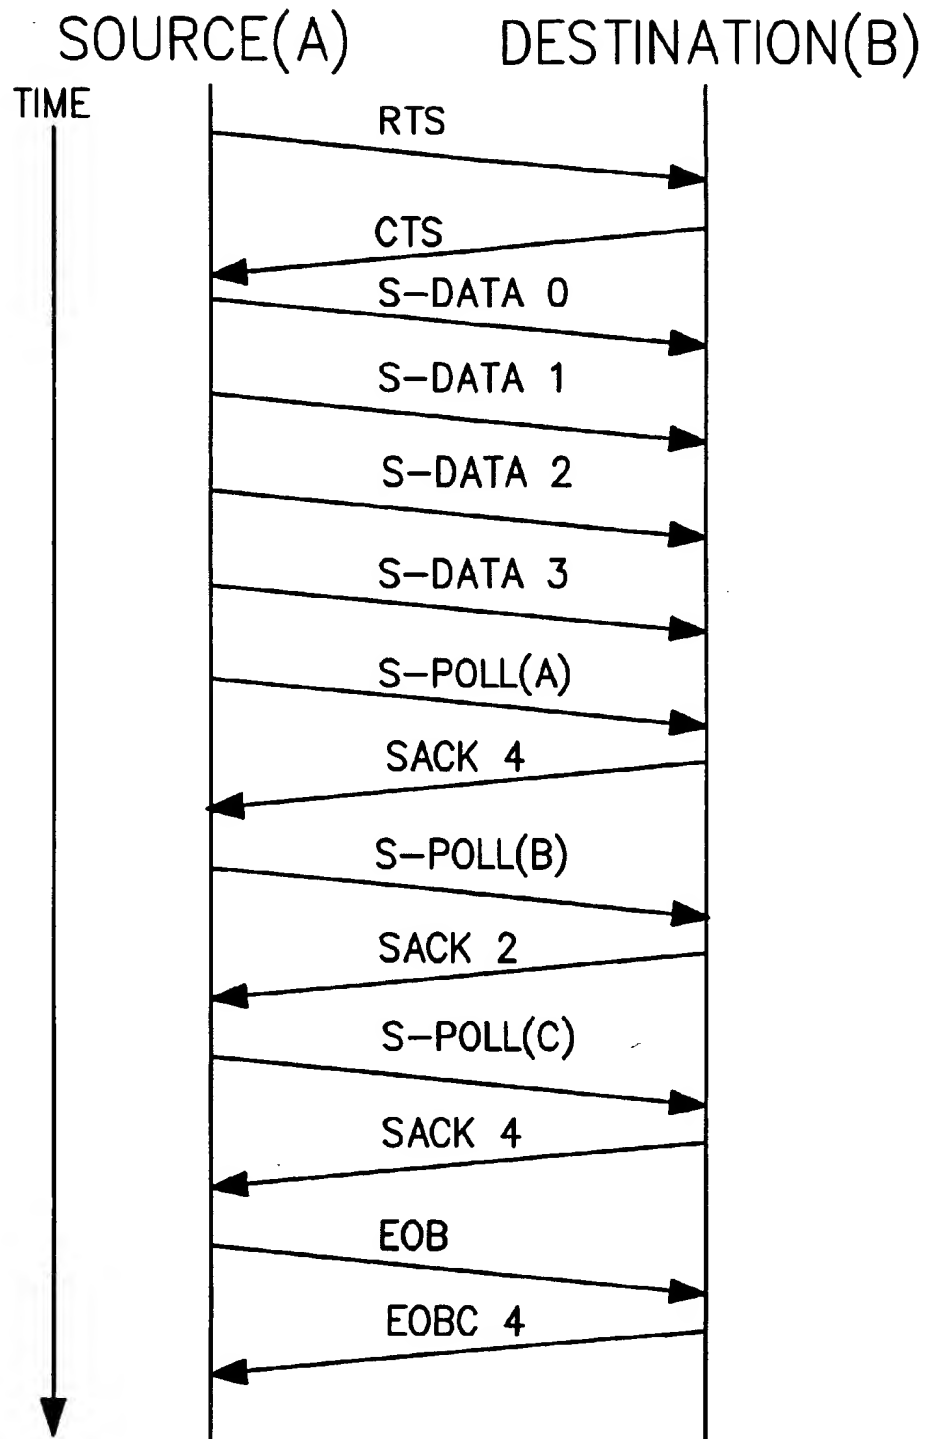 SOURCE(A) DESTINATION(B)
TIME
RTS
CTS
S-DATA 0
S-DATA 1
S-DATA 2
S-DATA 3
S-POLL(A)
SACK 4
S-POLL(B)
SACK 2
S-POLL(C)
SACK 4
EOB
EOBC 4